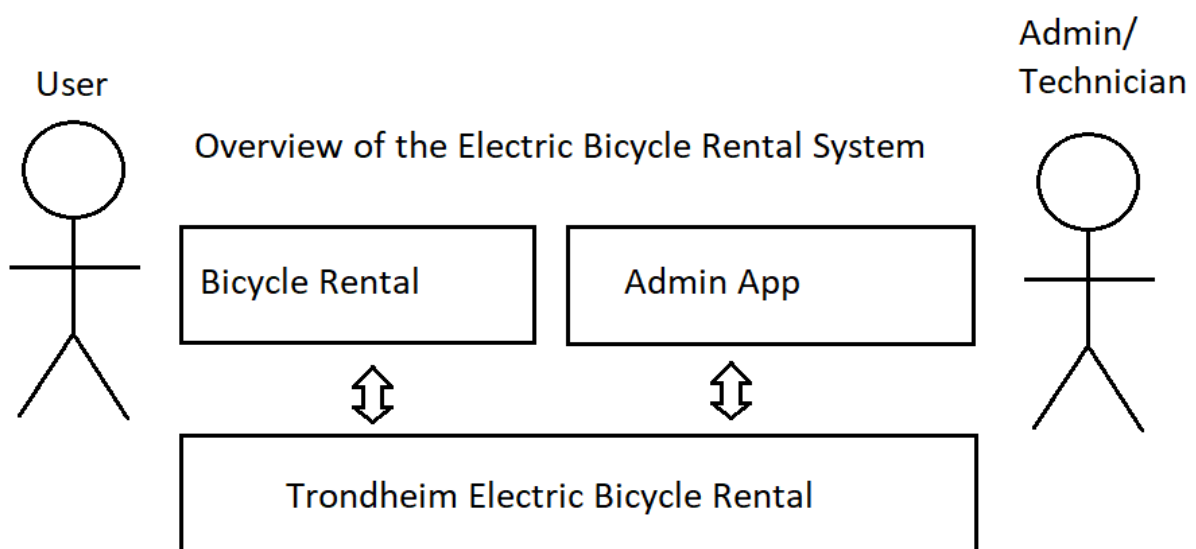 Admin/
Technician
User
Overview of the Electric Bicycle Rental System
Bicycle Rental
Admin App
Trondheim Electric Bicycle Rental